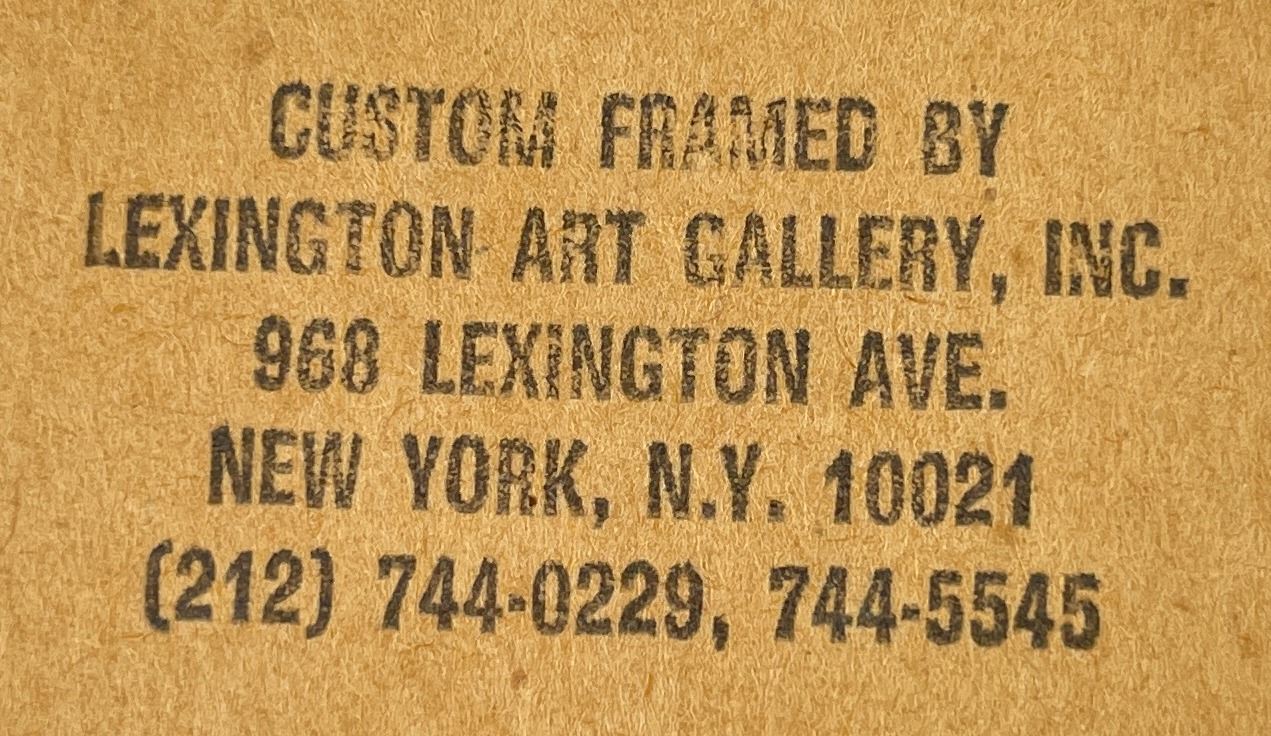 CUSTOM FRAMED BY
LEXINGTON ART GALLERY, INC.
968 LEXINGTON AVE.
NEW YORK, N.Y. 10021
(212) 744-0229, 744-5545